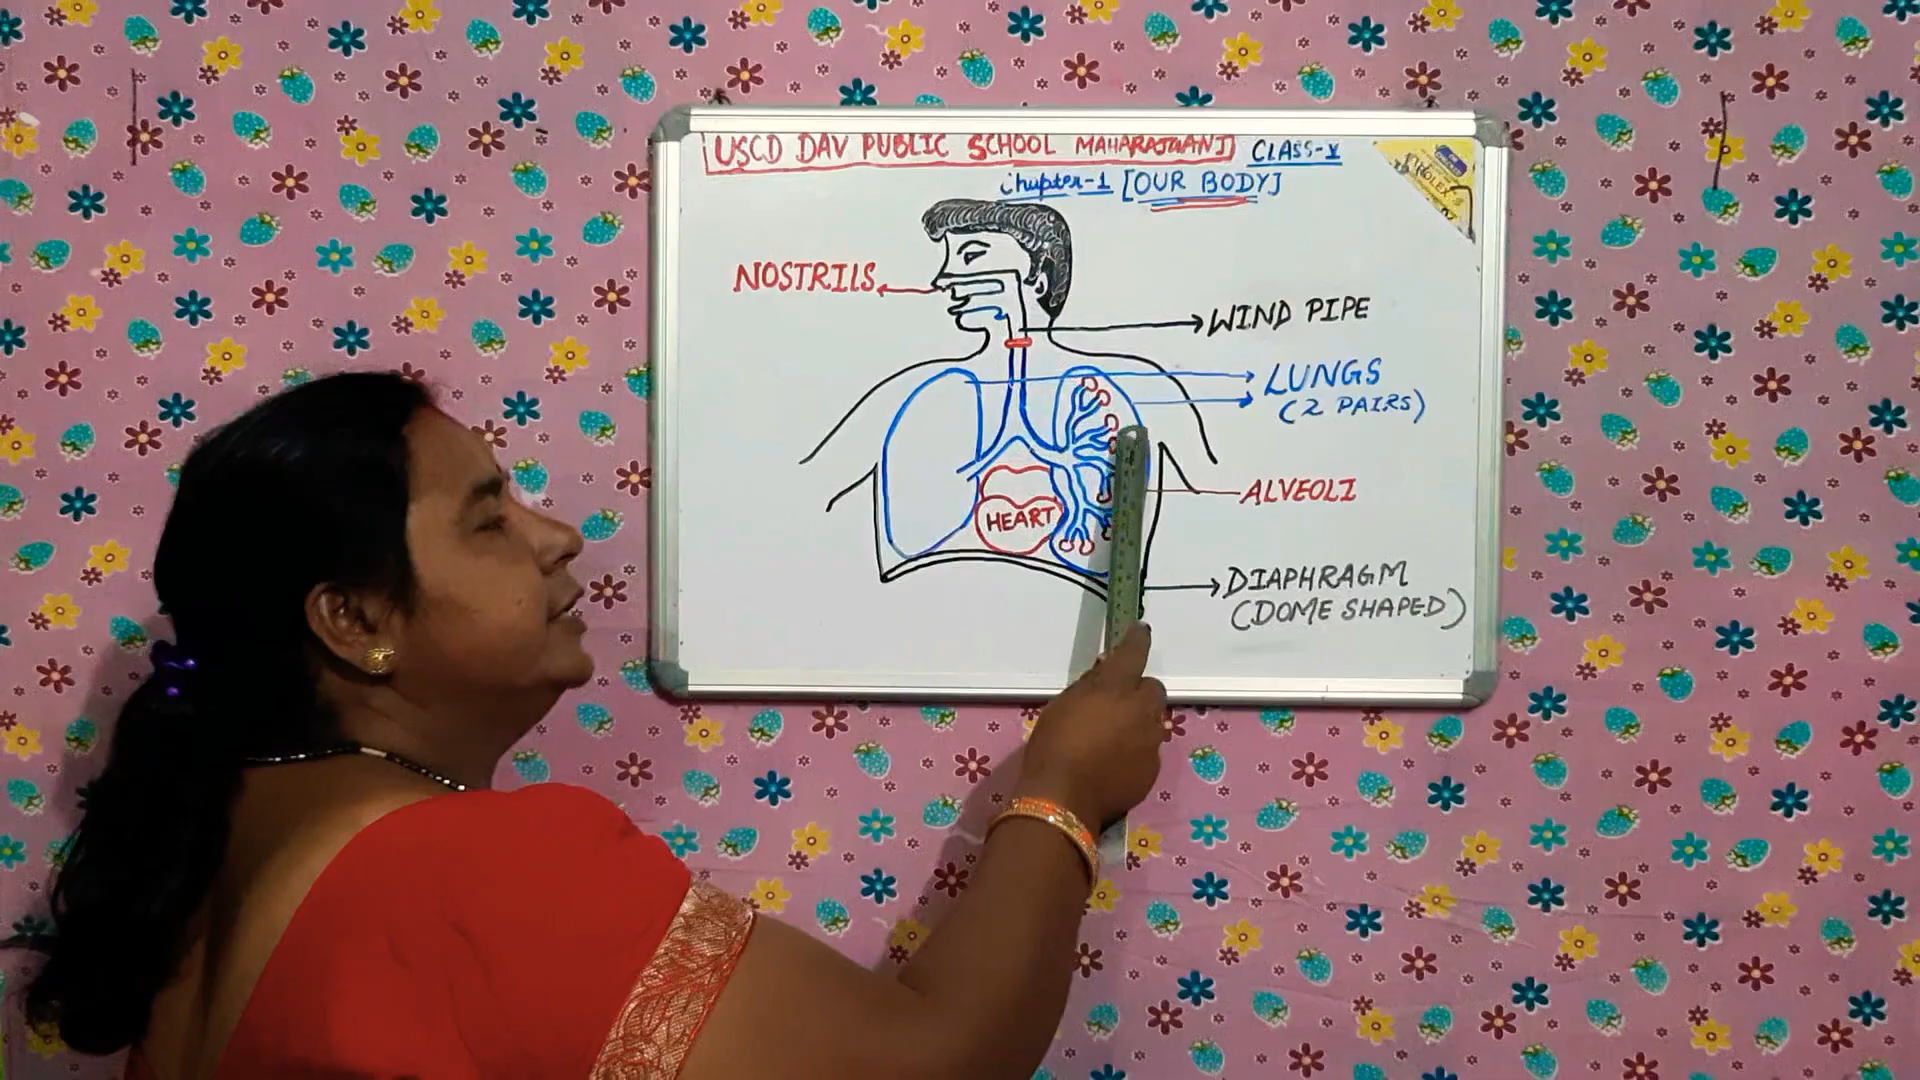 USCD DAV PUBLIC SCHOOL MAHARAJGANJ CLASS-V
Chapter-1 [OUR BODY]
NOSTRILS
WIND PIPE
LUNGS
(2 PAIRS)
ALVEOLI
HEART
DIAPHRAGM
(DOME SHAPED)